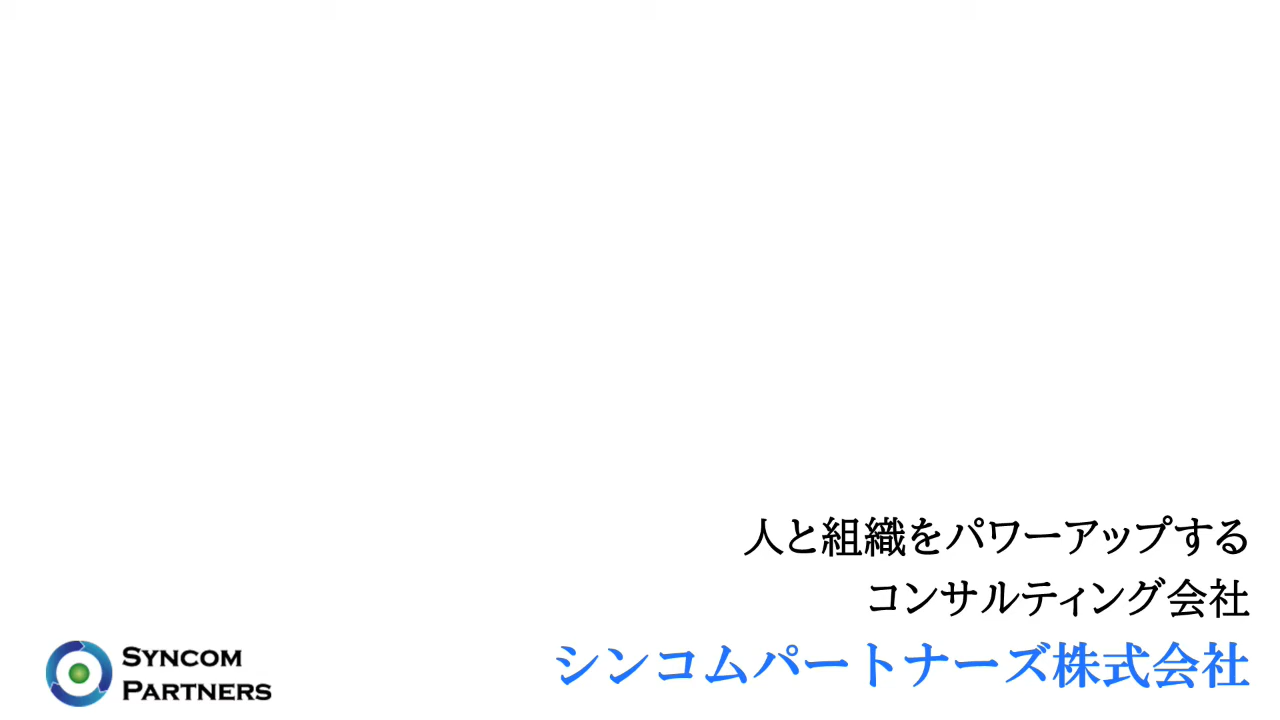 人と組織をパワーアップする
コンサルティング会社
シンコムパートナーズ株式会社
SYNCOM
PARTNERS